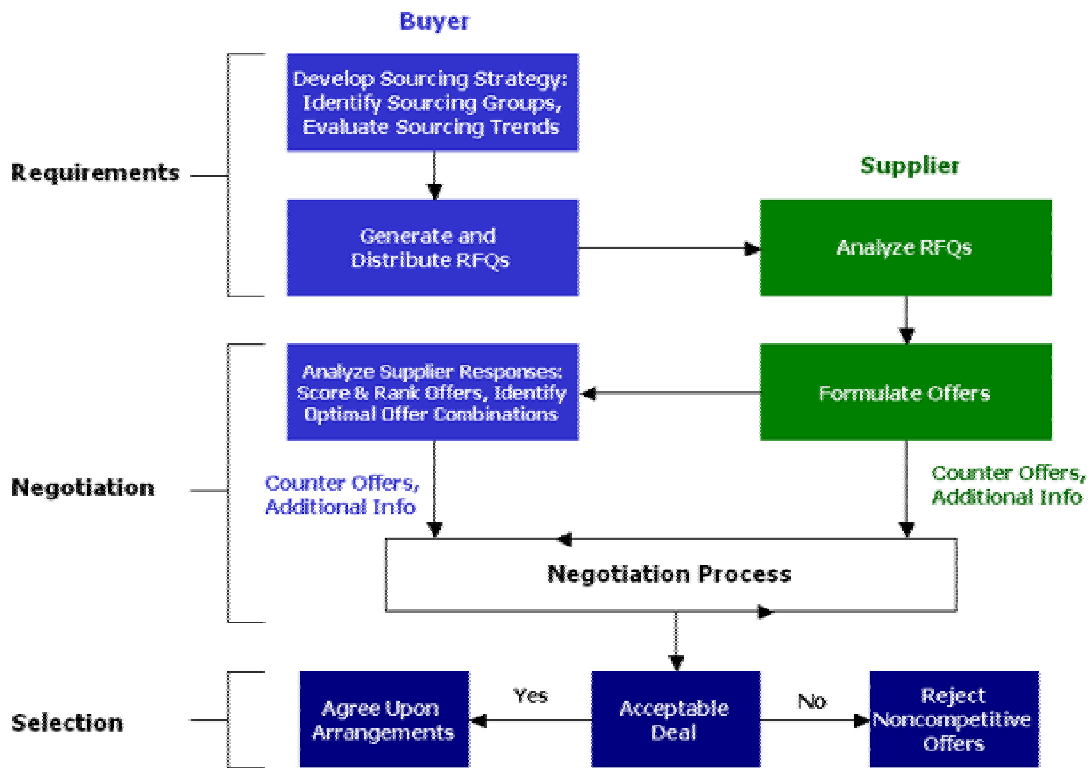 Buyer
Develop Sourcing Strategy:
Identify Sourcing Groups,
Evaluate Sourcing Trends
Requirements
Supplier
Generate and
Distribute RFQs
Analyze RFQs
Analyze Supplier Responses:
Score & Rank Offers, Identify
Optimal Offer Combinations
Formulate Offers
Negotiation
Counter Offers,
Additional Info
Counter Offers,
Additional Info
Negotiation Process
Selection
Agree Upon
Arrangements
Yes
Acceptable
Deal
No
Reject
Noncompetitive
Offers